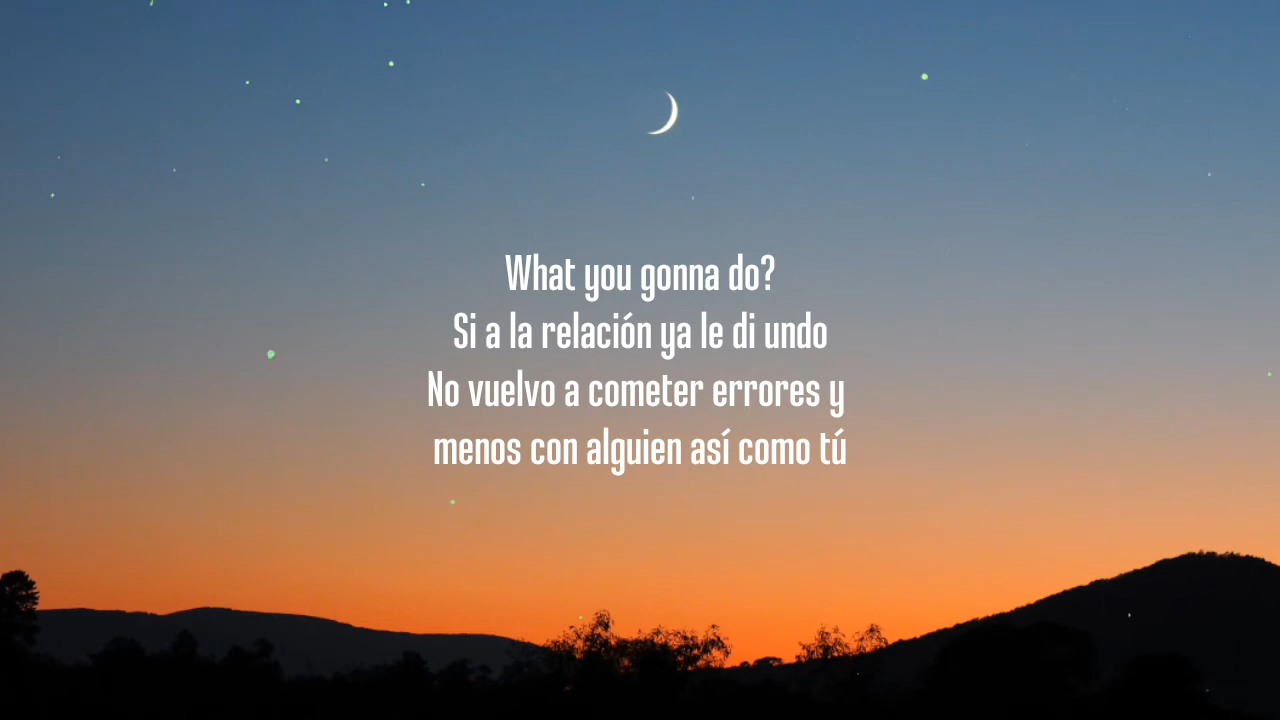 What you gonna do?
Si a la relación ya le di undo
No vuelvo a cometer errores y
menos con alguien así como tú